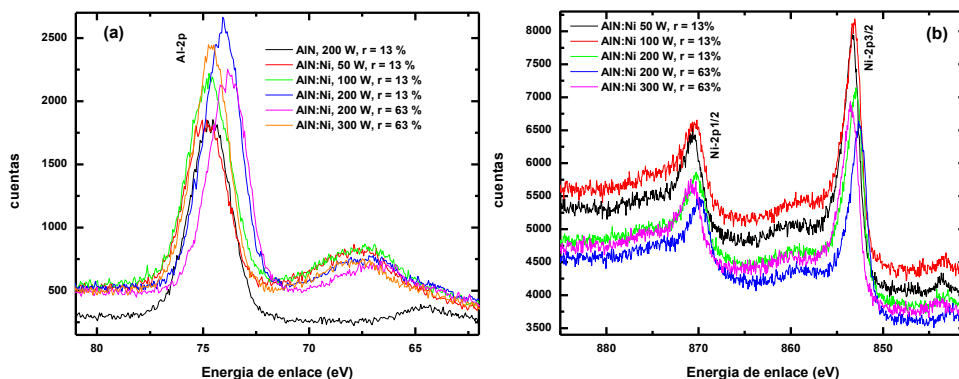 (a)
Al-2p
AlN, 200 W, r = 13 %
AlN:Ni, 50 W, r = 13 %
AlN:Ni, 100 W, r = 13 %
AlN:Ni, 200 W, r = 13 %
AlN:Ni, 200 W, r = 63 %
AlN:Ni, 300 W, r = 63 %
cuentas
2500
2000
1500
1000
500
80
75
70
65
Energia de enlace (eV)
(b)
AlN:Ni 50 W, r = 13%
AlN:Ni 100 W, r = 13%
AlN:Ni 200 W, r = 13%
AlN:Ni 200 W, r = 63%
AlN:Ni 300 W, r = 63%
Ni-2p1/2
Ni-2p3/2
cuentas
8000
7500
7000
6500
6000
5500
5000
4500
4000
3500
880
870
860
850
Energia de enlace (eV)